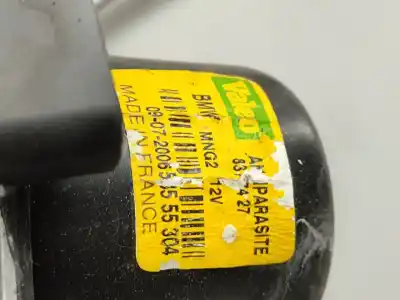 Valeo
ANTIPARASITE
BMW MNG2 12V
MADE IN FRANCE
09-07-2006
55 304